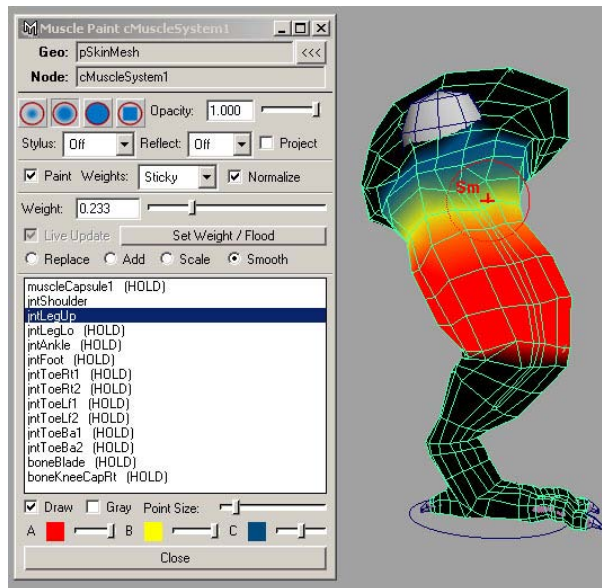 Muscle Paint cMuscleSystem1
Geo: pSkinMesh <<<
Node: cMuscleSystem1
Opacity: 1.000
Stylus: Off Reflect: Off Project
Paint Weights: Sticky Normalize
Weight: 0.233
Live Update Set Weight / Flood
Replace Add Scale Smooth
muscleCapsule1 (HOLD)
jntShoulder
jntLegUp
jntLegLo (HOLD)
jntAnkle (HOLD)
jntFoot (HOLD)
jntToeRt1 (HOLD)
jntToeRt2 (HOLD)
jntToeLf1 (HOLD)
jntToeLf2 (HOLD)
jntToeBa1 (HOLD)
jntToeBa2 (HOLD)
boneBlade (HOLD)
boneKneeCapRt (HOLD)
Draw Gray Point Size:
A B C
Close
Sm